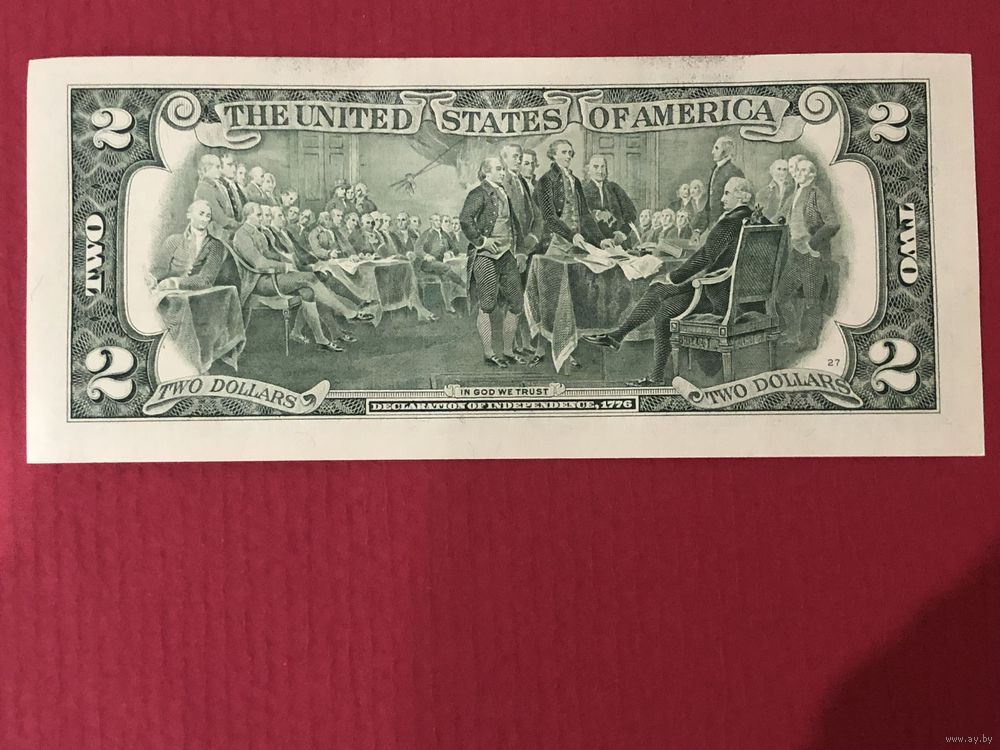 2 THE UNITED STATES OF AMERICA 2
TWO
TWO
27
2 TWO DOLLARS IN GOD WE TRUST TWO DOLLARS 2
DECLARATION OF INDEPENDENCE, 1776
www.ay.by